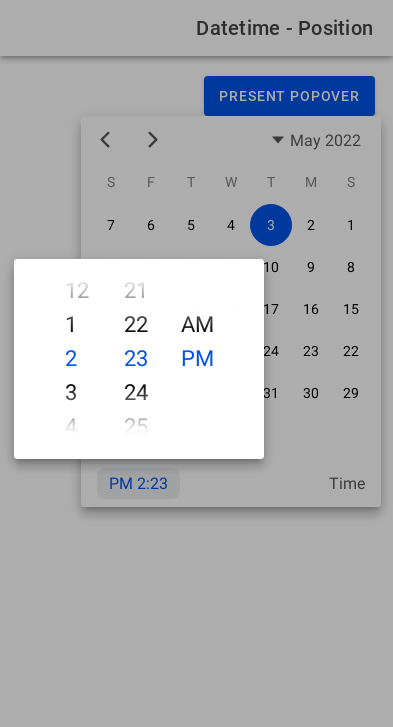 Datetime - Position
PRESENT POPOVER
May 2022
S F T W T M S
7 6 5 4 3 2 1
10 9 8
17 16 15
24 23 22
31 30 29
12 21
1 22 AM
2 23 PM
3 24
4 25
PM 2:23 Time